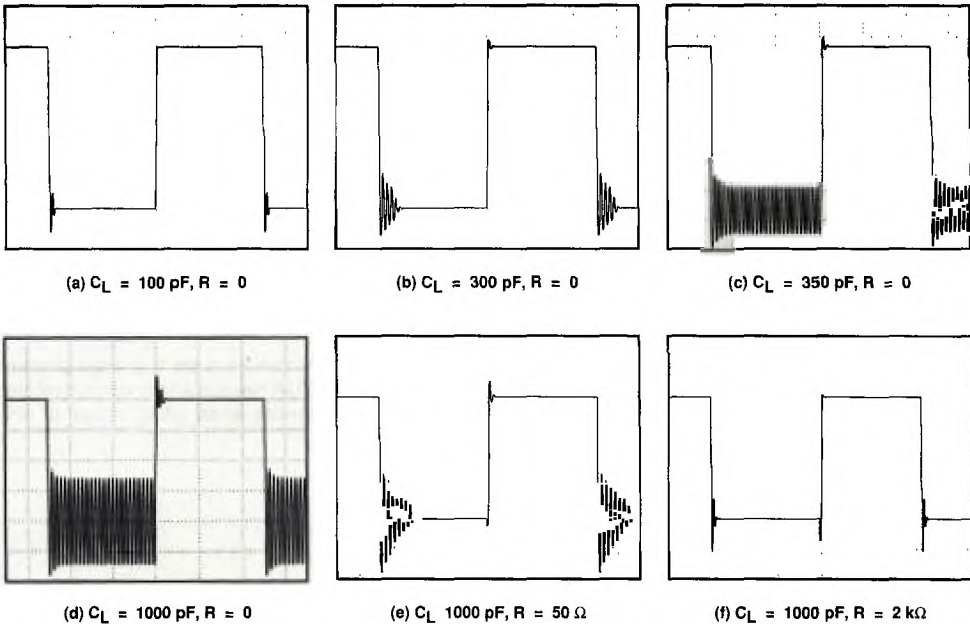 (a) CL = 100 pF, R = 0
(b) CL = 300 pF, R = 0
(c) CL = 350 pF, R = 0
(d) CL = 1000 pF, R = 0
(e) CL 1000 pF, R = 50 Ω
(f) CL = 1000 pF, R = 2 kΩ